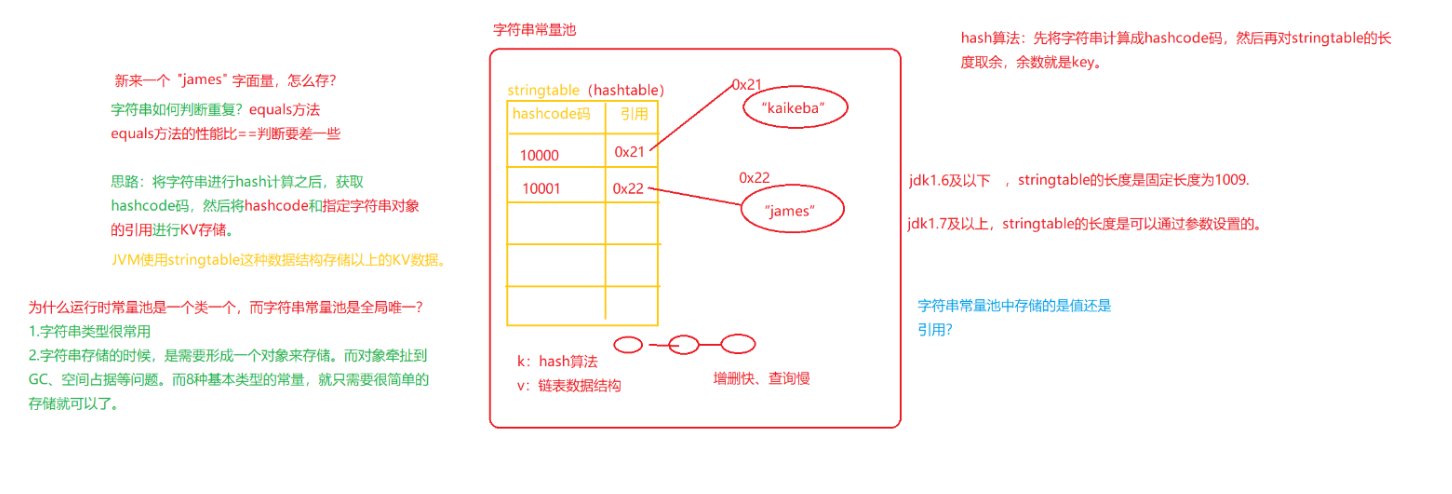 字符串常量池
hash算法：先将字符串计算成hashcode码，然后再对stringtable的长
度取余，余数就是key。
新来一个 "james" 字面量，怎么存？
字符串如何判断重复？equals方法
equals方法的性能比==判断要差一些
思路：将字符串进行hash计算之后，获取
hashcode码，然后将hashcode和指定字符串对象
的引用进行KV存储。
JVM使用stringtable这种数据结构存储以上的KV数据。
为什么运行时常量池是一个类一个，而字符串常量池是全局唯一？
1.字符串类型很常用
2.字符串存储的时候，是需要形成一个对象来存储。而对象牵扯到
GC、空间占据等问题。而8种基本类型的常量，就只需要很简单的
存储就可以了。
stringtable（hashtable）
hashcode码 引用
10000 0x21
10001 0x22
0x21
“kaikeba”
0x22
“james”
k：hash算法
v：链表数据结构
增删快、查询慢
jdk1.6及以下 ，stringtable的长度是固定长度为1009.
jdk1.7及以上，stringtable的长度是可以通过参数设置的。
字符串常量池中存储的是值还是
引用？